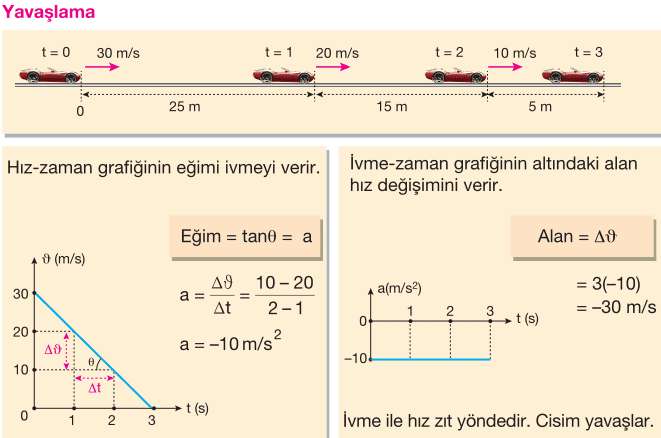 Yavaşlama
t = 0 30 m/s t = 1 20 m/s t = 2 10 m/s t = 3
0 25 m 15 m 5 m
Hız-zaman grafiğinin eğimi ivmeyi verir.
Eğim = tanθ = a
ϑ (m/s)
30
20
10
0
Δϑ
θ
Δt
1 2 3 t (s)
a = Δϑ/Δt = 10 – 20/2 – 1
a = –10 m/s²
İvme-zaman grafiğinin altındaki alan
hız değişimini verir.
Alan = Δϑ
= 3(–10)
= –30 m/s
a(m/s²)
0 1 2 3 t (s)
–10
İvme ile hız zıt yöndedir. Cisim yavaşlar.